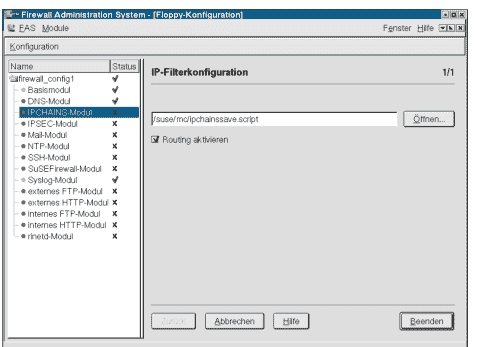 Firewall Administration System - [Floppy-Konfiguration]
FAS Module Fenster Hilfe
Konfiguration
Name Status
firewall_config1
Basismodul
DNS-Modul
IPCHAINS-Modul
IPSEC-Modul
Mail-Modul
NTP-Modul
SSH-Modul
SuSEFirewall-Modul
Syslog-Modul
externes FTP-Modul
externes HTTP-Modul
internes FTP-Modul
internes HTTP-Modul
rinetd-Modul
IP-Filterkonfiguration 1/1
/suse/mc/ipchainssave.script Öffnen...
Routing aktivieren
Abbrechen Hilfe Beenden